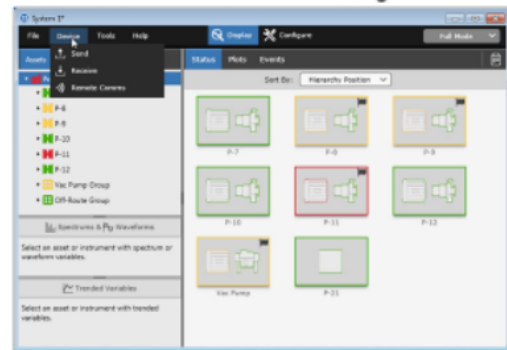 System 1*
File Device Tools Help Display Configure Full Mode
Assets Status Plots Events
Send
Receive
Remote Comms
Sort By: Hierarchy Position
P-8
P-9
P-10
P-11
P-12
Vac Pump Group
Off-Route Group
P-7 P-8 P-9
P-10 P-11 P-12
Vac Pump P-21
Spectrums & Waveforms
Select an asset or instrument with spectrum or
waveform variables.
Trended Variables
Select an asset or instrument with trended
variables.